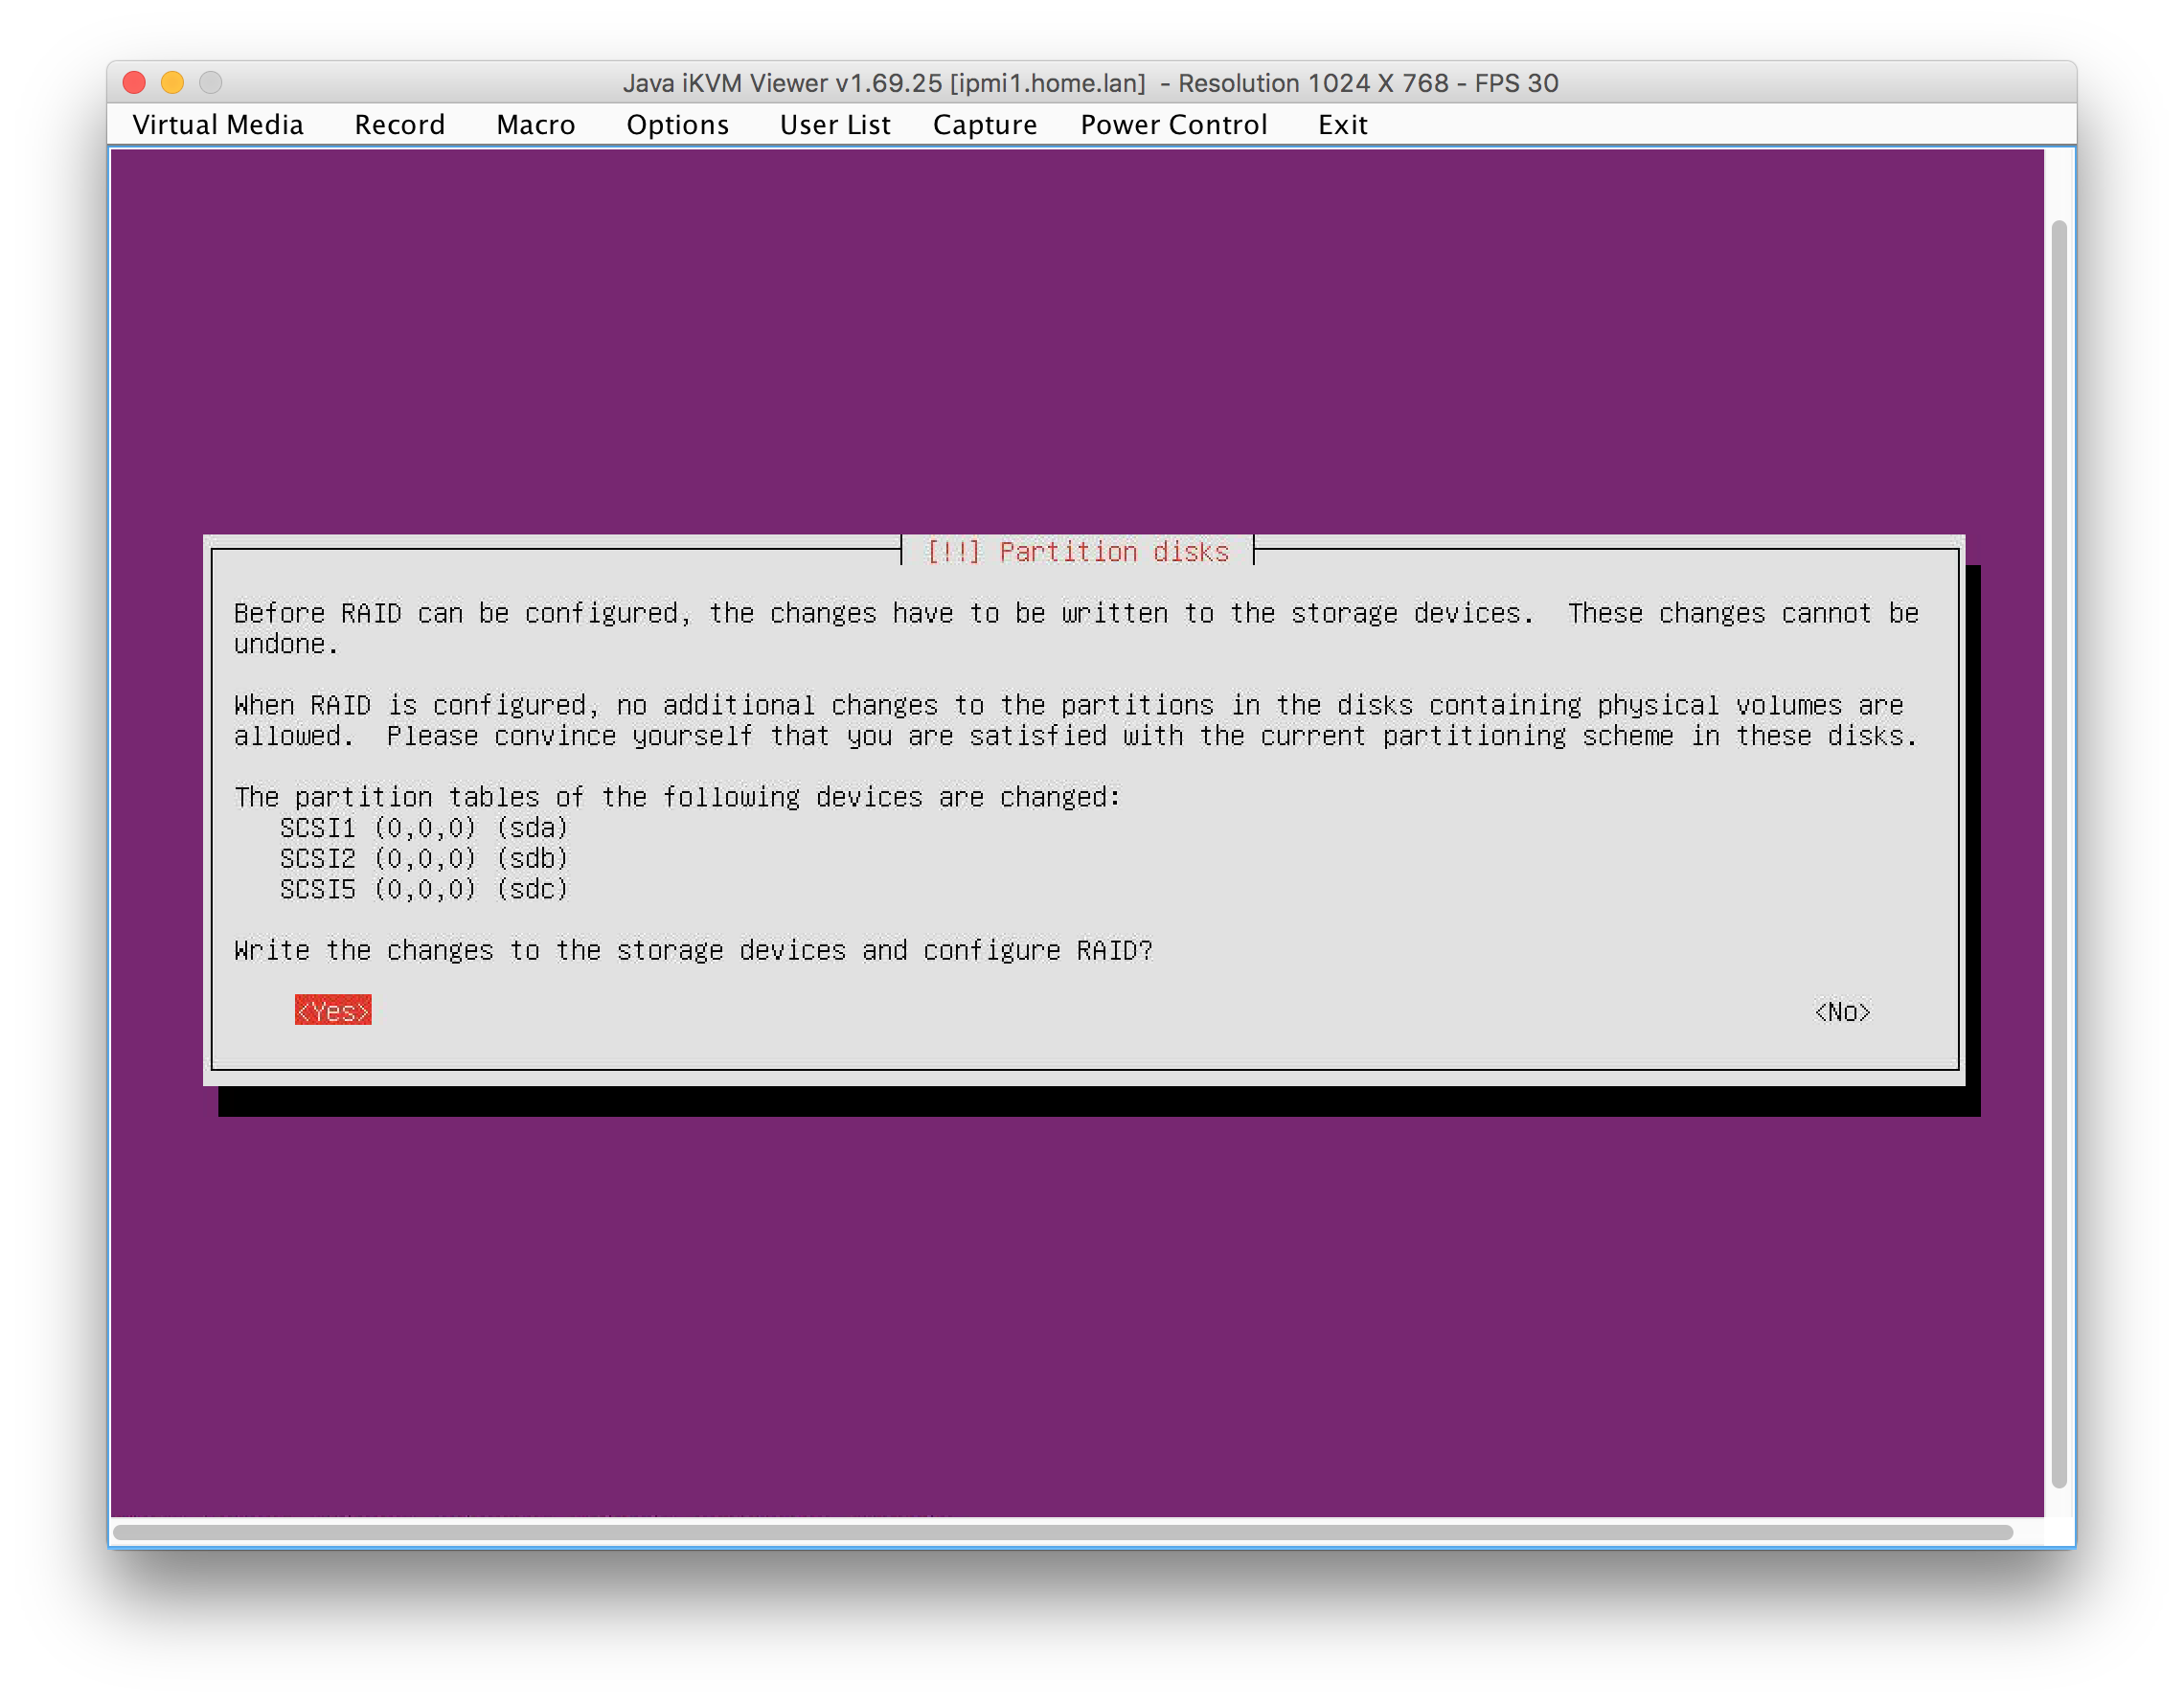 Java iKVM Viewer v1.69.25 [ipmi1.home.lan]  - Resolution 1024 X 768 - FPS 30
Virtual Media Record Macro Options User List Capture Power Control Exit
[!!] Partition disks
Before RAID can be configured, the changes have to be written to the storage devices.  These changes cannot be
undone.
When RAID is configured, no additional changes to the partitions in the disks containing physical volumes are
allowed.  Please convince yourself that you are satisfied with the current partitioning scheme in these disks.
The partition tables of the following devices are changed:
SCSI1 (0,0,0) (sda)
SCSI2 (0,0,0) (sdb)
SCSI5 (0,0,0) (sdc)
Write the changes to the storage devices and configure RAID?
<Yes> <No>